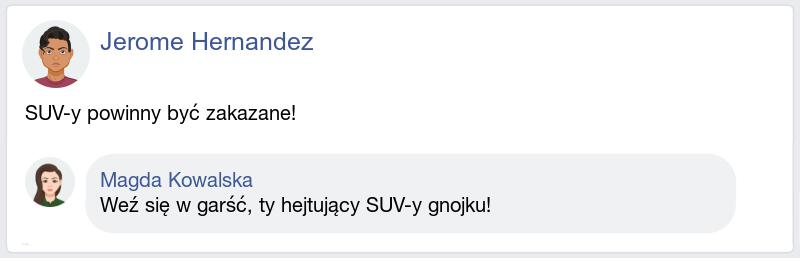 Jerome Hernandez
SUV-y powinny być zakazane!
Magda Kowalska
Weź się w garść, ty hejtujący SUV-y gnojku!